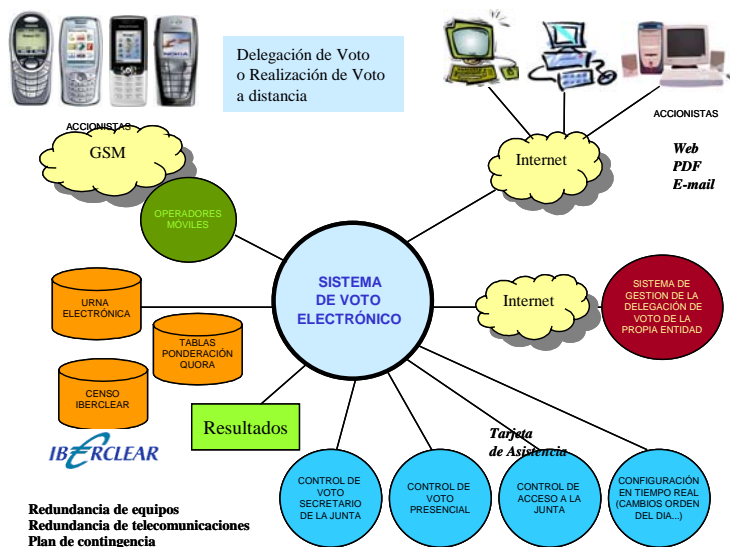 Delegación de Voto
o Realización de Voto
a distancia
ACCIONISTAS
GSM
OPERADORES
MÓVILES
ACCIONISTAS
Web
PDF
E-mail
Internet
SISTEMA
DE VOTO
ELECTRÓNICO
Internet
SISTEMA DE
GESTION DE LA
DELEGACIÓN DE
VOTO DE LA
PROPIA ENTIDAD
URNA
ELECTRÓNICA
TABLAS
PONDERACIÓN
QUORA
CENSO
IBERCLEAR
IBERCLEAR
Resultados
Tarjeta
de Asistencia
CONTROL DE
VOTO
SECRETARIO
DE LA JUNTA
CONTROL DE
VOTO
PRESENCIAL
CONTROL DE
ACCESO A LA
JUNTA
CONFIGURACIÓN
EN TIEMPO REAL
(CAMBIOS ORDEN
DEL DIA...)
Redundancia de equipos
Redundancia de telecomunicaciones
Plan de contingencia